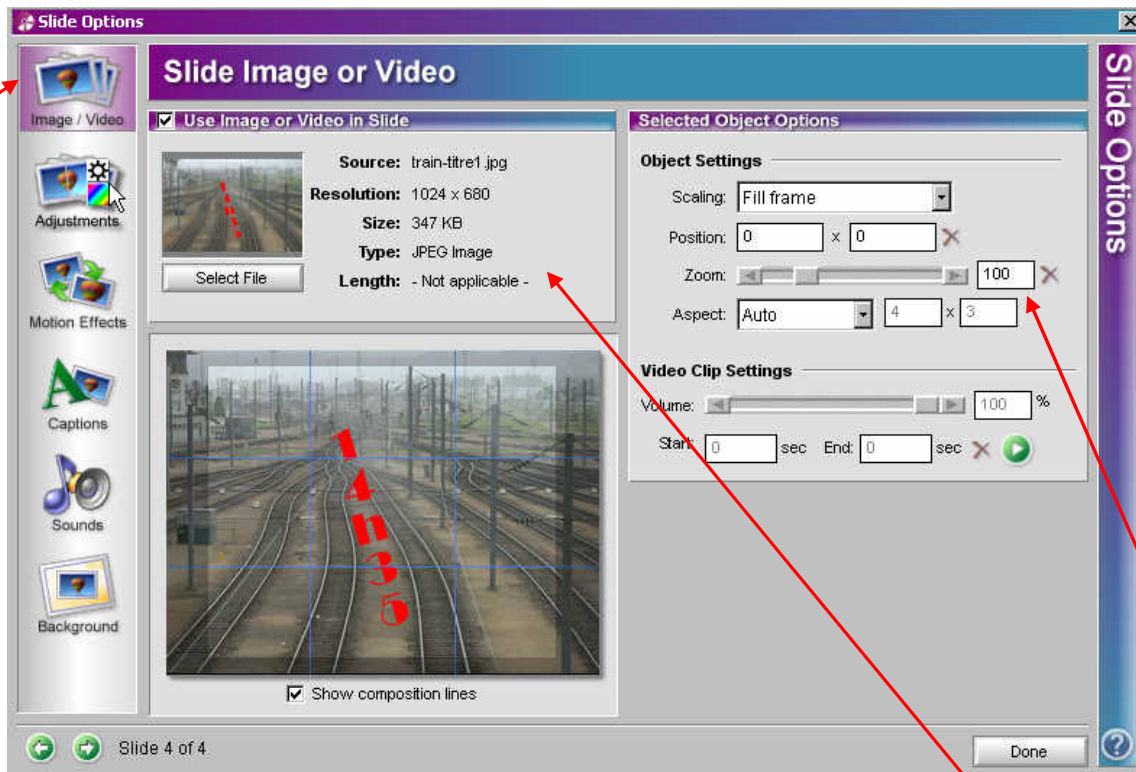 Slide Options
Image / Video
Adjustments
Motion Effects
Captions
Sounds
Background
Slide Image or Video
Use Image or Video in Slide
Source: train-titre1.jpg
Resolution: 1024 x 680
Size: 347 KB
Type: JPEG Image
Length: - Not applicable -
Select File
14h35
Show composition lines
Selected Object Options
Object Settings
Scaling: Fill frame
Position: 0 x 0
Zoom: 100
Aspect: Auto 4 x 3
Video Clip Settings
Volume: 100 %
Start: 0 sec End: 0 sec
Slide Options
Slide 4 of 4
Done